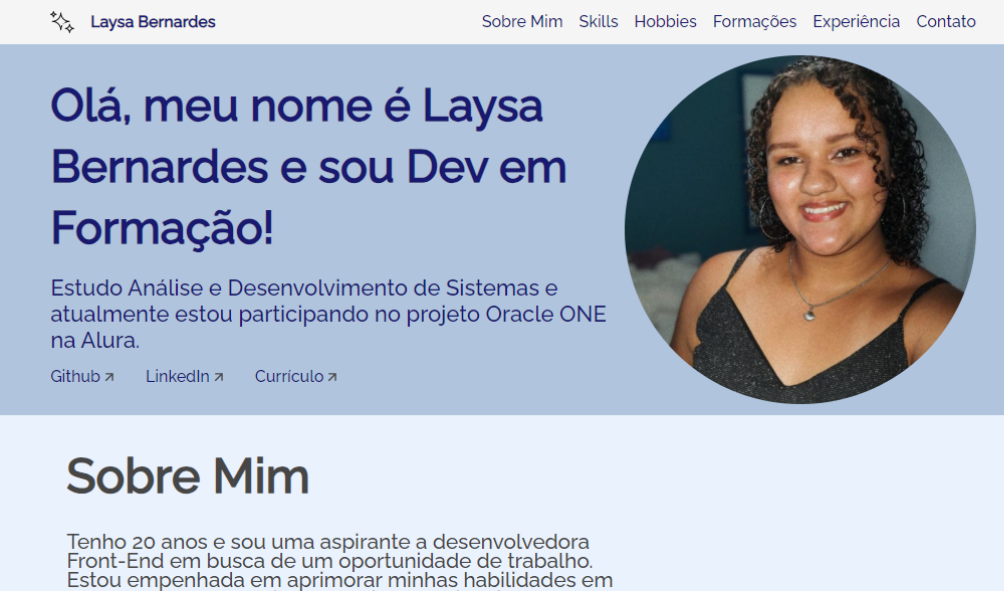 Laysa Bernardes
Sobre Mim Skills Hobbies Formações Experiência Contato
Olá, meu nome é Laysa
Bernardes e sou Dev em
Formação!
Estudo Análise e Desenvolvimento de Sistemas e
atualmente estou participando no projeto Oracle ONE
na Alura.
Github LinkedIn Currículo
Sobre Mim
Tenho 20 anos e sou uma aspirante a desenvolvedora
Front-End em busca de um oportunidade de trabalho.
Estou empenhada em aprimorar minhas habilidades em